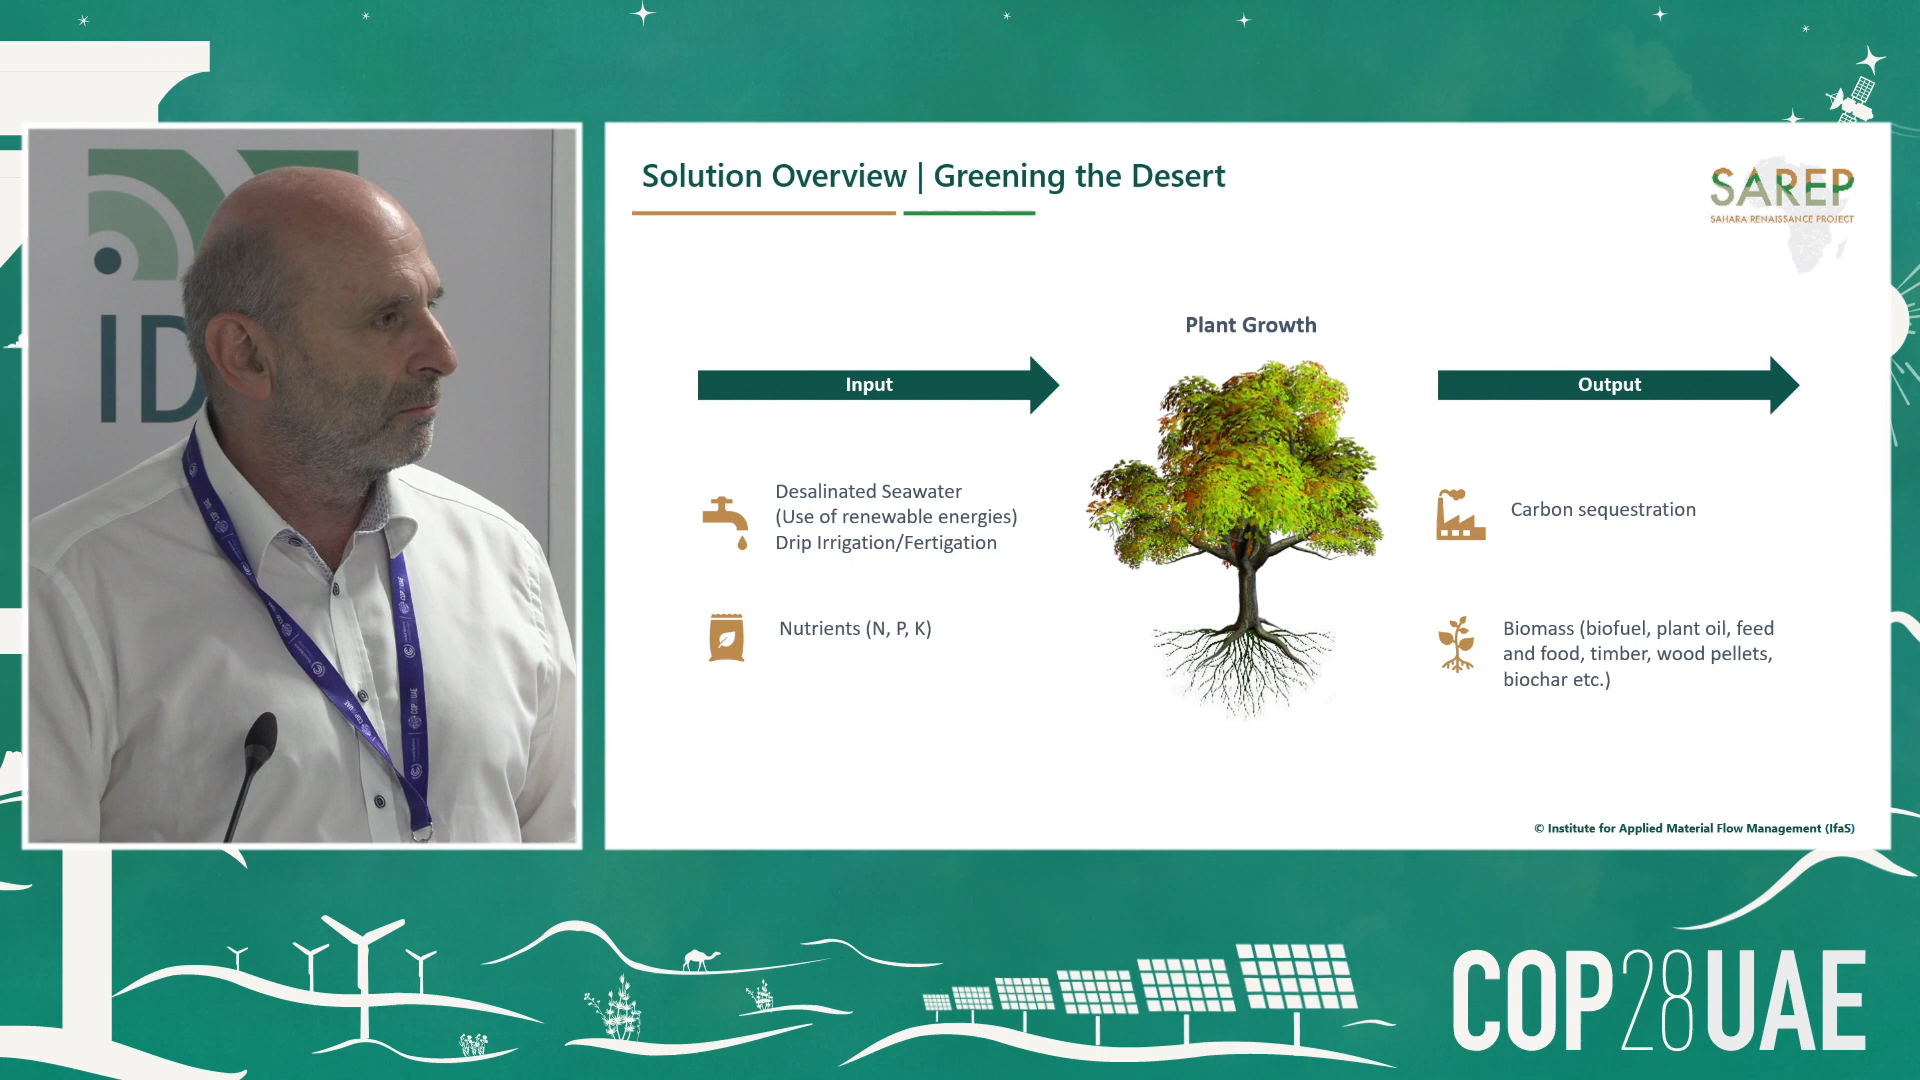 Solution Overview | Greening the Desert
SAREP
SAHARA RENAISSANCE PROJECT
Plant Growth
Input
Output
Desalinated Seawater
(Use of renewable energies)
Drip Irrigation/Fertigation
Carbon sequestration
Nutrients (N, P, K)
Biomass (biofuel, plant oil, feed
and food, timber, wood pellets,
biochar etc.)
© Institute for Applied Material Flow Management (IfaS)
ID
COP28UAE
COP28UAE
COP28UAE